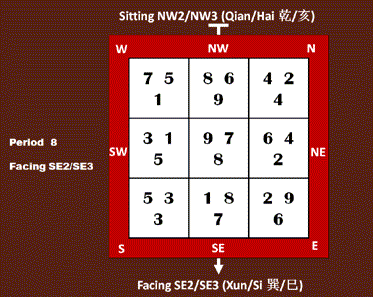 Sitting NW2/NW3 (Qian/Hai 乾/亥)
W NW N
7 5 8 6 4 2
1 9 4
Period 8
Facing SE2/SE3
SW 3 1 9 7 6 4 NE
5 8 2
5 3 1 8 2 9
3 7 6
S SE E
Facing SE2/SE3 (Xun/Si 巽/巳)